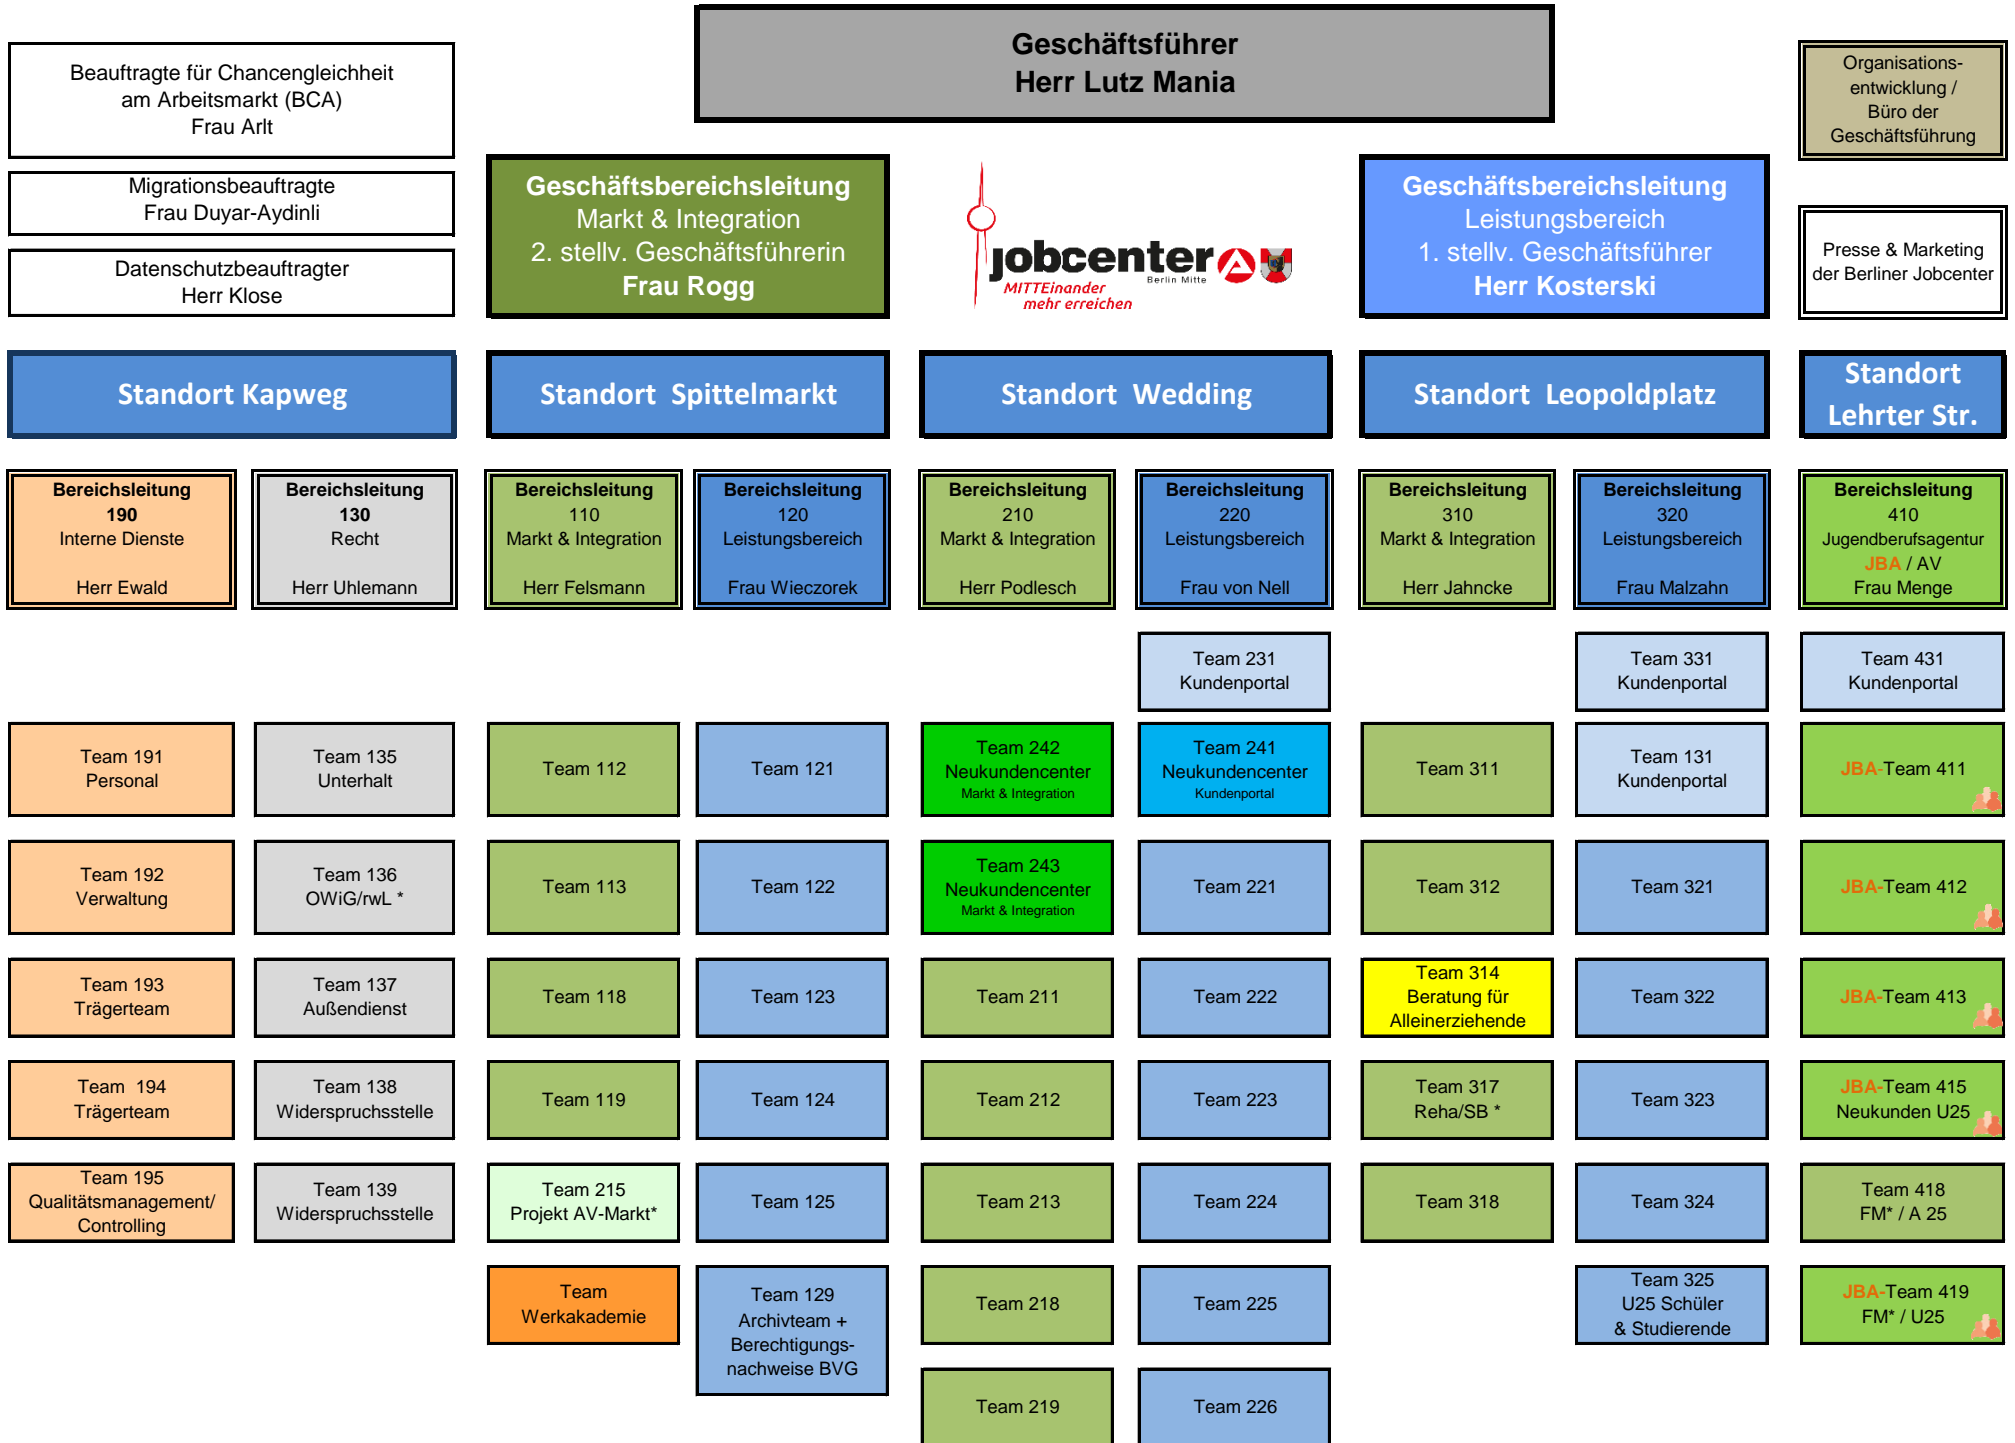 Geschäftsführer
Herr Lutz Mania
Beauftragte für Chancengleichheit
am Arbeitsmarkt (BCA)
Frau Arlt
Migrationsbeauftragte
Frau Duyar-Aydinli
Datenschutzbeauftragter
Herr Klose
Geschäftsbereichsleitung
Markt & Integration
2. stellv. Geschäftsführerin
Frau Rogg
jobcenter
Berlin Mitte
MITTEinander
mehr erreichen
Geschäftsbereichsleitung
Leistungsbereich
1. stellv. Geschäftsführer
Herr Kosterski
Organisations-
entwicklung /
Büro der
Geschäftsführung
Presse & Marketing
der Berliner Jobcenter
Standort Kapweg
Standort Spittelmarkt
Standort Wedding
Standort Leopoldplatz
Standort
Lehrter Str.
Bereichsleitung
190
Interne Dienste
Herr Ewald
Bereichsleitung
130
Recht
Herr Uhlemann
Bereichsleitung
110
Markt & Integration
Herr Felsmann
Bereichsleitung
120
Leistungsbereich
Frau Wieczorek
Bereichsleitung
210
Markt & Integration
Herr Podlesch
Bereichsleitung
220
Leistungsbereich
Frau von Nell
Bereichsleitung
310
Markt & Integration
Herr Jahncke
Bereichsleitung
320
Leistungsbereich
Frau Malzahn
Bereichsleitung
410
Jugendberufsagentur
JBA / AV
Frau Menge
Team 231
Kundenportal
Team 331
Kundenportal
Team 431
Kundenportal
Team 191
Personal
Team 135
Unterhalt
Team 112
Team 121
Team 242
Neukundencenter
Markt & Integration
Team 241
Neukundencenter
Kundenportal
Team 311
Team 131
Kundenportal
JBA-Team 411
Team 192
Verwaltung
Team 136
OWiG/rwL *
Team 113
Team 122
Team 243
Neukundencenter
Markt & Integration
Team 221
Team 312
Team 321
JBA-Team 412
Team 193
Trägerteam
Team 137
Außendienst
Team 118
Team 123
Team 211
Team 222
Team 314
Beratung für
Alleinerziehende
Team 322
JBA-Team 413
Team 194
Trägerteam
Team 138
Widerspruchsstelle
Team 119
Team 124
Team 212
Team 223
Team 317
Reha/SB *
Team 323
JBA-Team 415
Neukunden U25
Team 195
Qualitätsmanagement/
Controlling
Team 139
Widerspruchsstelle
Team 215
Projekt AV-Markt*
Team 125
Team 213
Team 224
Team 318
Team 324
Team 418
FM* / A 25
Team
Werkakademie
Team 129
Archivteam +
Berechtigungs-
nachweise BVG
Team 218
Team 225
Team 325
U25 Schüler
& Studierende
JBA-Team 419
FM* / U25
Team 219
Team 226